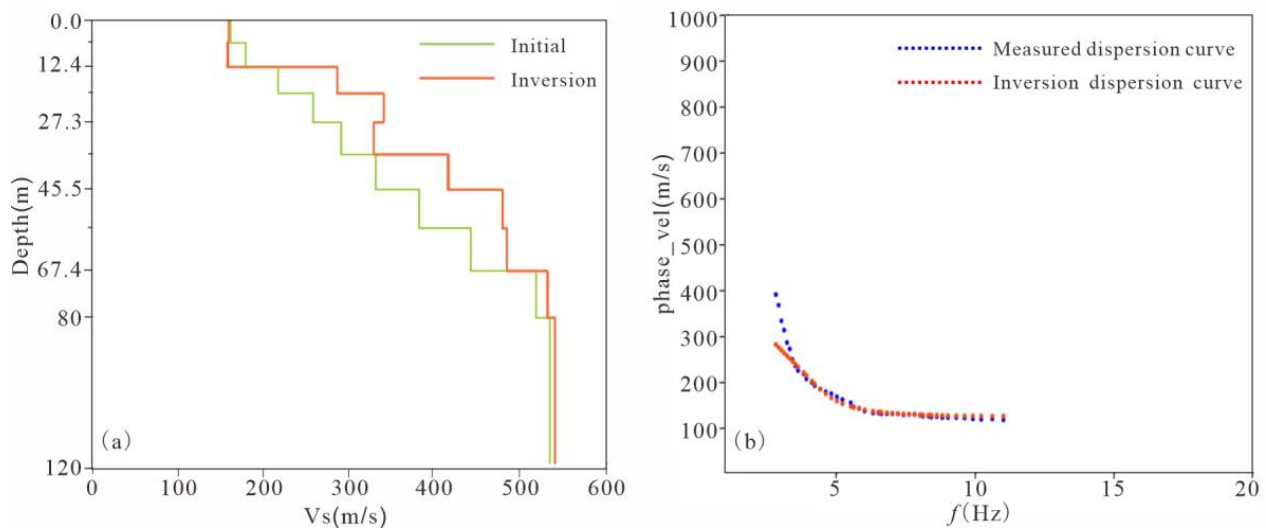 0.0
12.4
27.3
45.5
67.4
80
120
Depth(m)
Initial
Inversion
(a)
0 100 200 300 400 500 600
Vs(m/s)
1000
900
800
700
600
500
400
300
200
100
phase_vel(m/s)
Measured dispersion curve
Inversion dispersion curve
(b)
5 10 15 20
f(Hz)